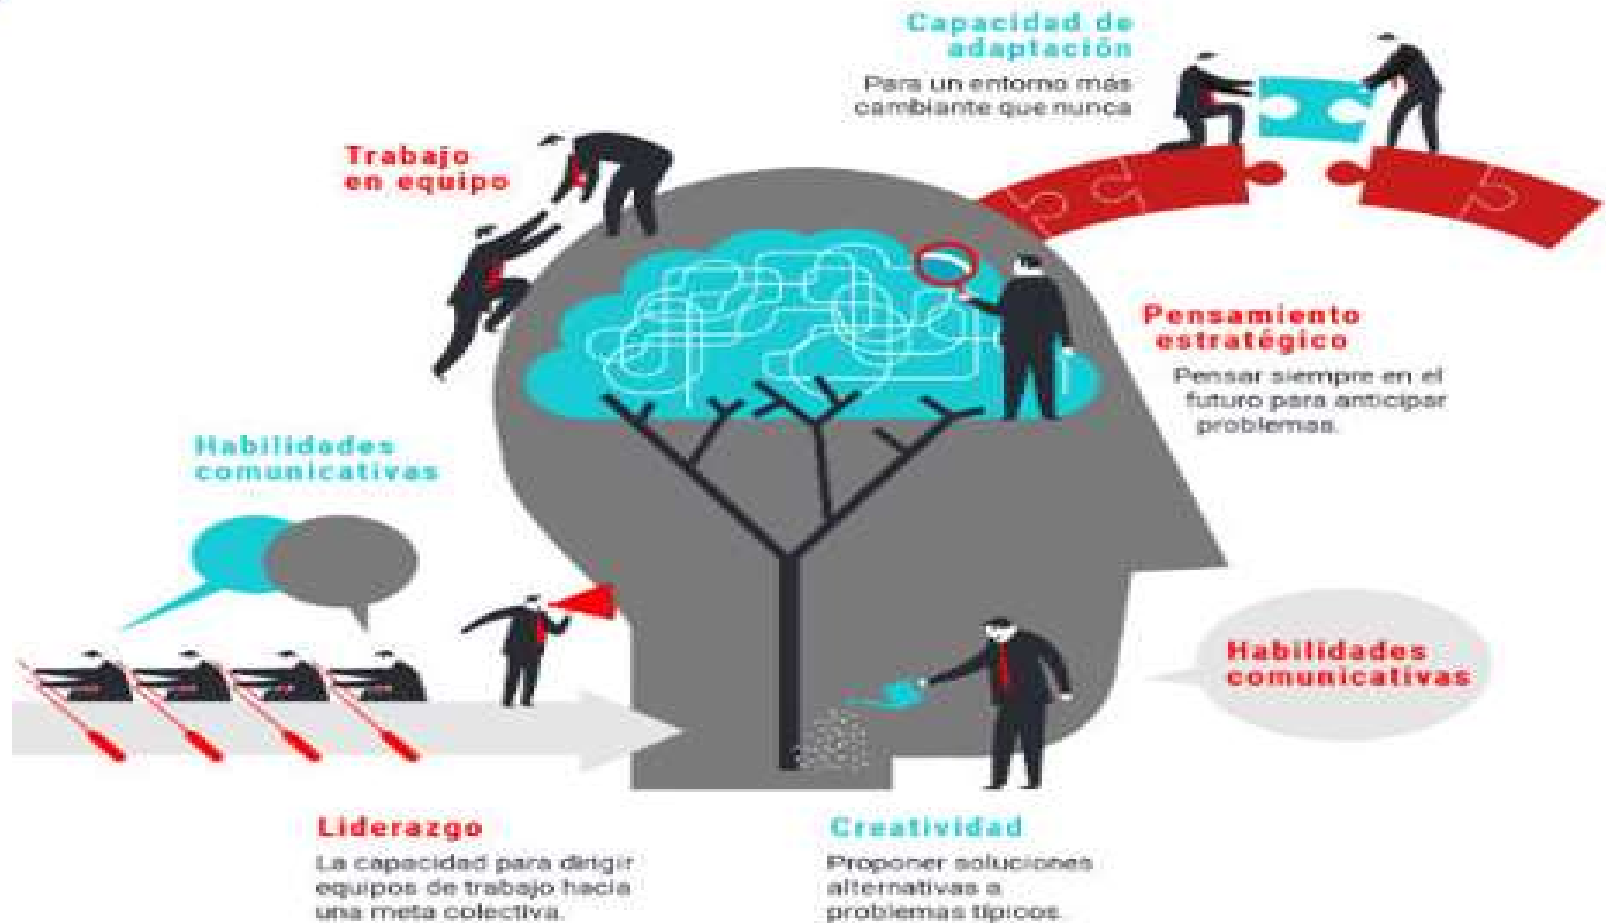 Capacidad de
adaptación
Para un entorno más
cambiante que nunca
Trabajo
en equipo
Pensamiento
estratégico
Pensar siempre en el
futuro para anticipar
problemas.
Habilidades
comunicativas
Habilidades
comunicativas
Liderazgo
La capacidad para dirigir
equipos de trabajo hacia
una meta colectiva.
Creatividad
Proponer soluciones
alternativas a
problemas típicos.